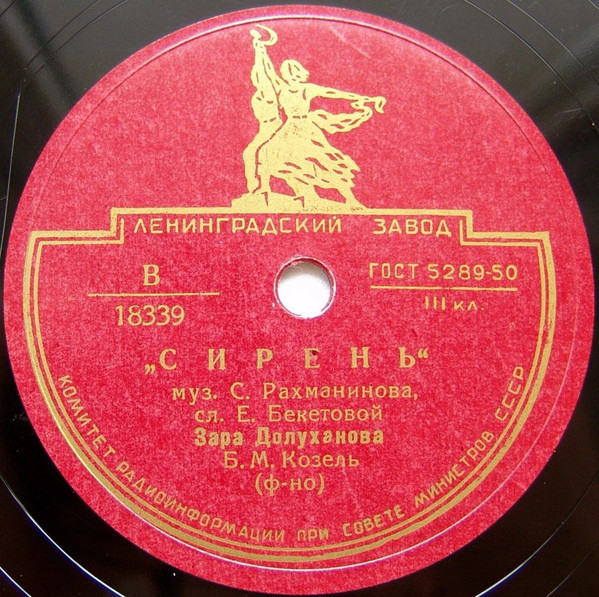 ЛЕНИНГРАДСКИЙ ЗАВОД
В
18339
ГОСТ 5289-50
III кл.
„СИРЕНЬ“
муз. С. Рахманинова,
сл. Е. Бекетовой
Зара Долуханова
Б. М. Козель
(ф-но)
КОМИТЕТ РАДИОИНФОРМАЦИИ ПРИ СОВЕТЕ МИНИСТРОВ СССР